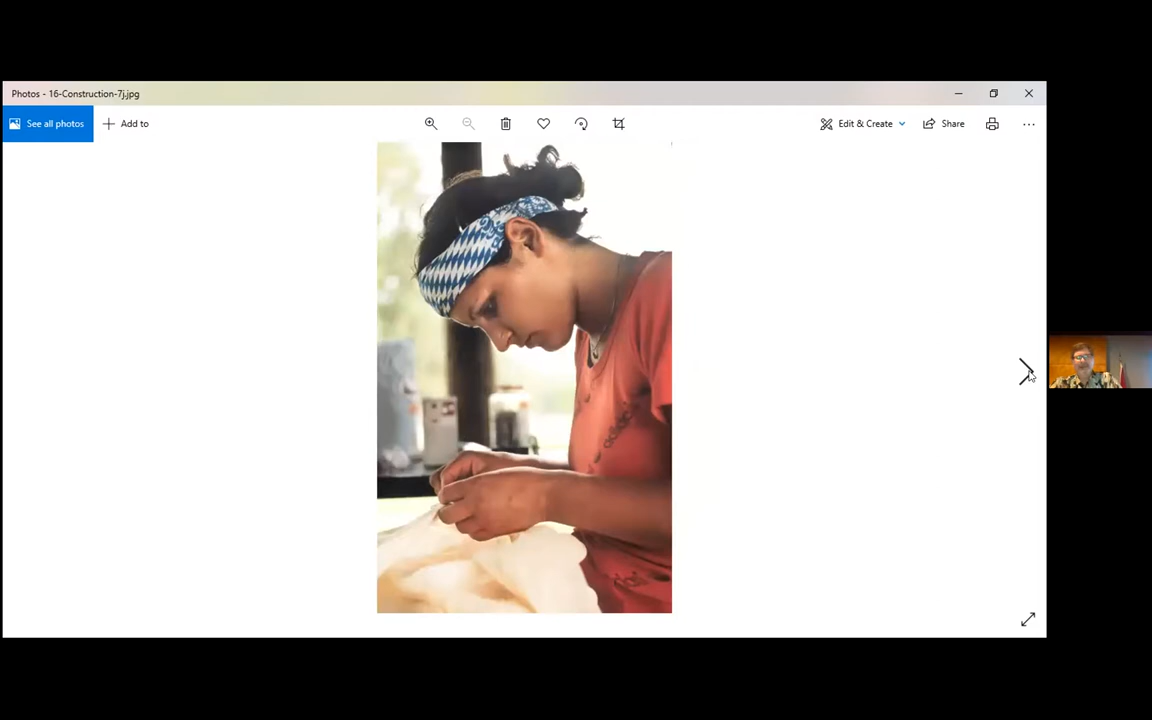 Photos - 16-Construction-7j.jpg
See all photos
Add to
Edit & Create
Share